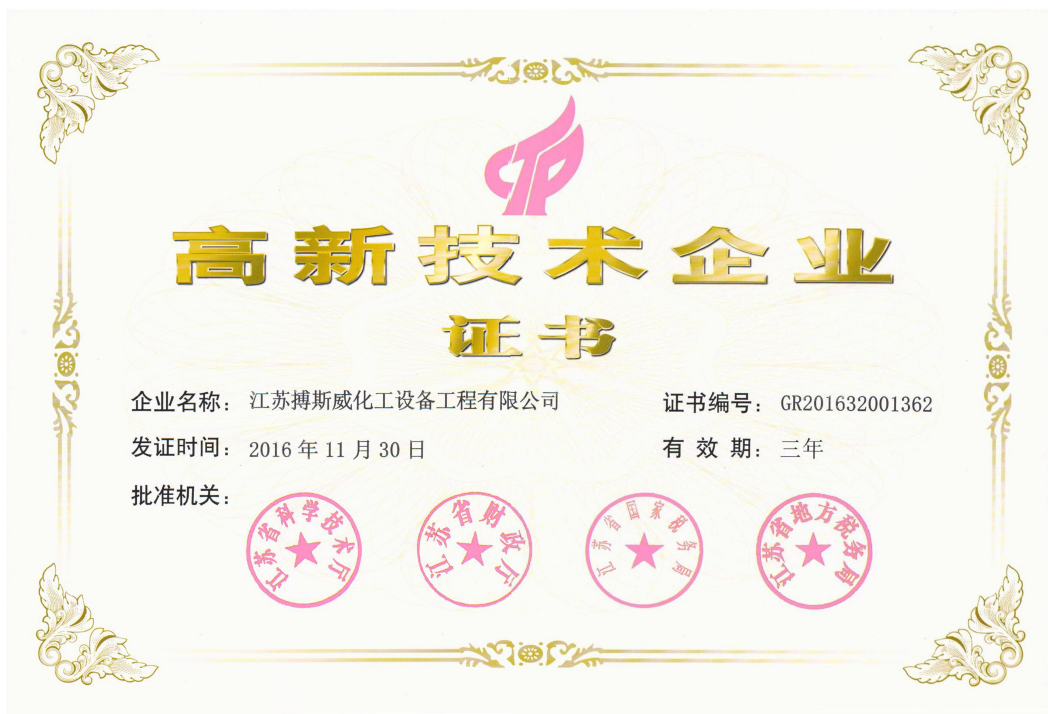 CTP
高新技术企业
证书
企业名称：江苏搏斯威化工设备工程有限公司
证书编号：GR201632001362
发证时间：2016年11月30日
有效期：三年
批准机关：
江苏省科学技术厅
江苏省财政厅
江苏省国家税务局
江苏省地方税务局